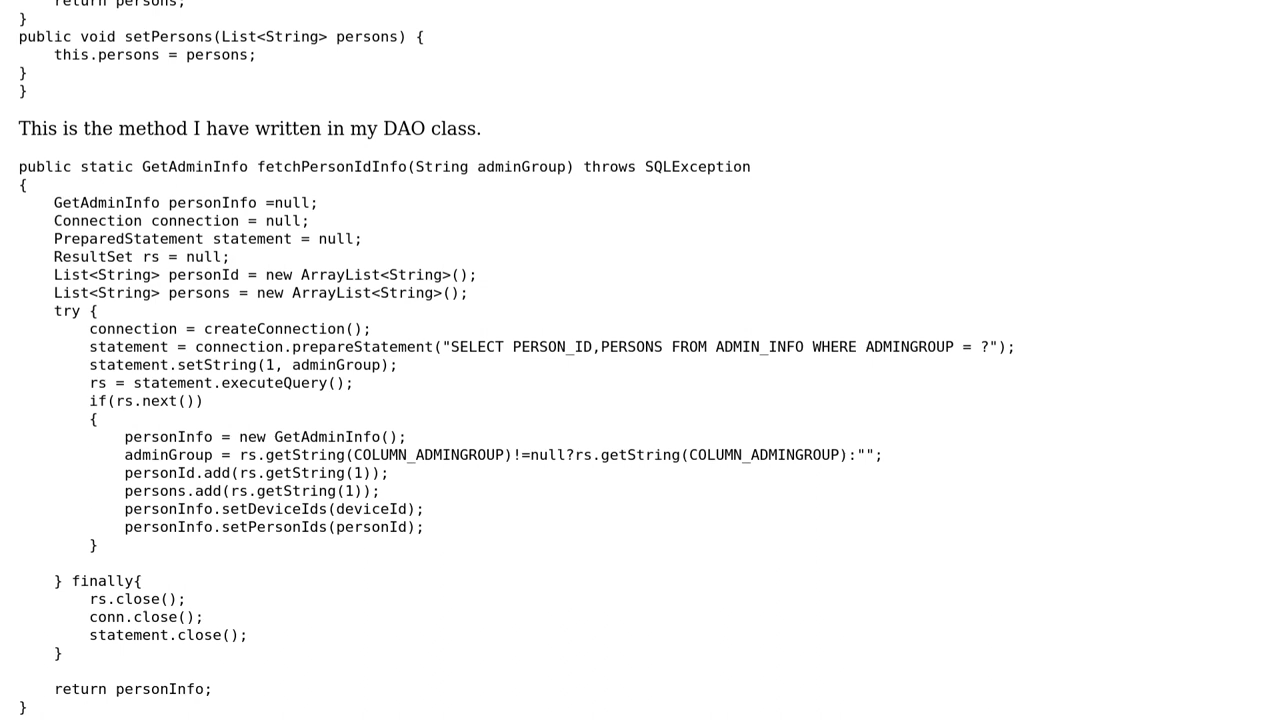 return persons;
}
public void setPersons(List<String> persons) {
    this.persons = persons;
}
}
This is the method I have written in my DAO class.
public static GetAdminInfo fetchPersonIdInfo(String adminGroup) throws SQLException
{
    GetAdminInfo personInfo =null;
    Connection connection = null;
    PreparedStatement statement = null;
    ResultSet rs = null;
    List<String> personId = new ArrayList<String>();
    List<String> persons = new ArrayList<String>();
    try {
        connection = createConnection();
        statement = connection.prepareStatement("SELECT PERSON_ID,PERSONS FROM ADMIN_INFO WHERE ADMINGROUP = ?");
        statement.setString(1, adminGroup);
        rs = statement.executeQuery();
        if(rs.next())
        {
            personInfo = new GetAdminInfo();
            adminGroup = rs.getString(COLUMN_ADMINGROUP)!=null?rs.getString(COLUMN_ADMINGROUP):"";
            personId.add(rs.getString(1));
            persons.add(rs.getString(1));
            personInfo.setDeviceIds(deviceId);
            personInfo.setPersonIds(personId);
        }
    } finally{
        rs.close();
        conn.close();
        statement.close();
    }
    return personInfo;
}